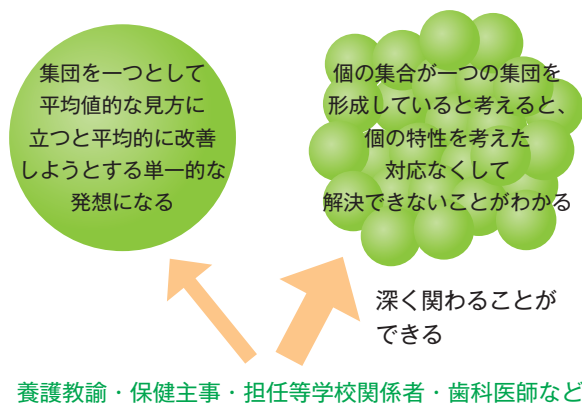 集団を一つとして
平均値的な見方に
立つと平均的に改善
しようとする単一的な
発想になる
個の集合が一つの集団を
形成していると考えると、
個の特性を考えた
対応なくして
解決できないことがわかる
深く関わることが
できる
養護教諭・保健主事・担任等学校関係者・歯科医師など